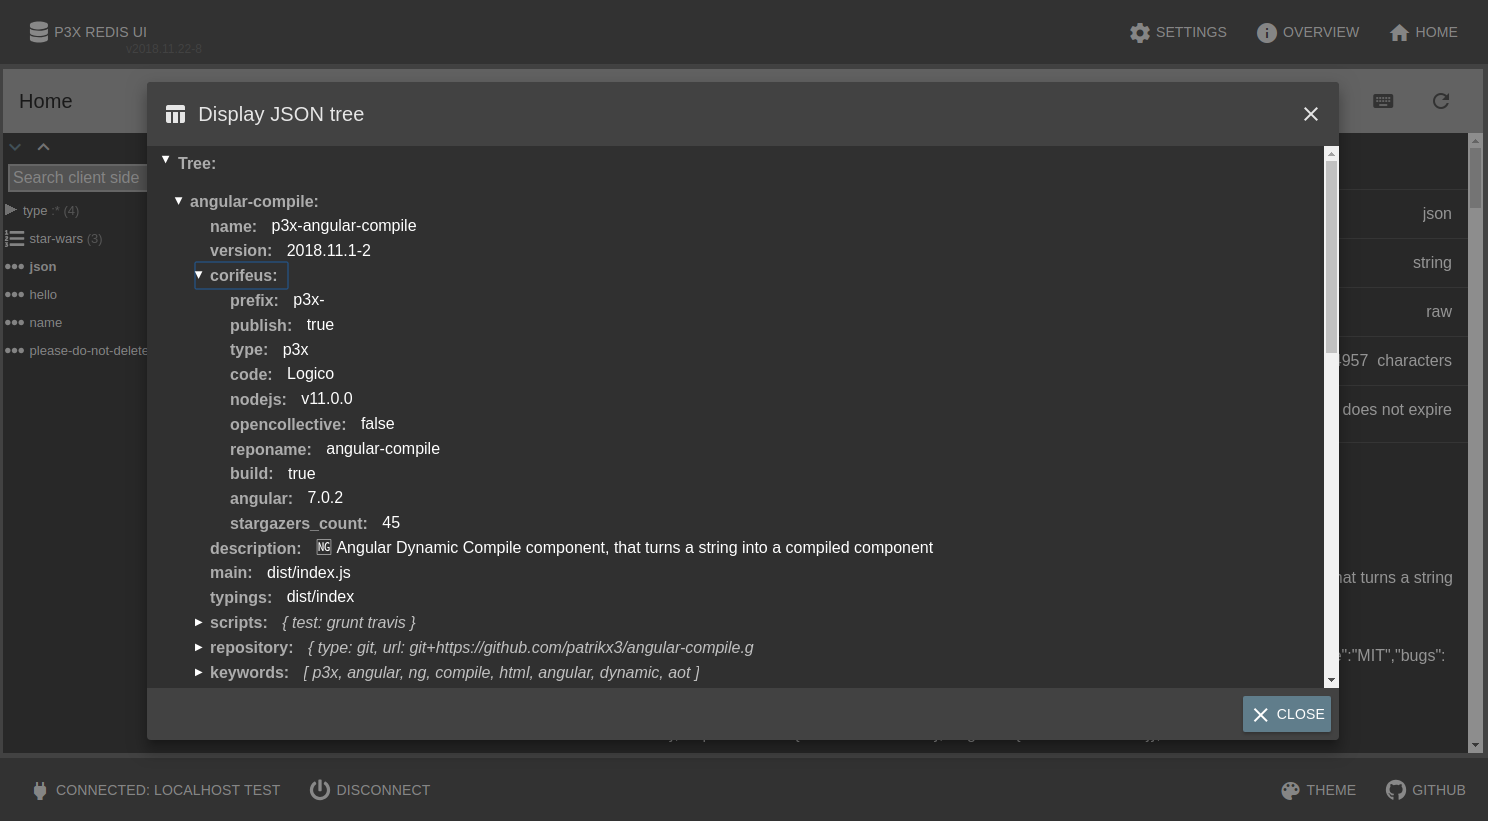 P3X REDIS UI
v2018.11.22-8
SETTINGS
OVERVIEW
HOME
Home
Display JSON tree
Search client side
type :* (4)
star-wars (3)
json
hello
name
please-do-not-delete
Tree:
angular-compile:
name: p3x-angular-compile
version: 2018.11.1-2
corifeus:
prefix: p3x-
publish: true
type: p3x
code: Logico
nodejs: v11.0.0
opencollective: false
reponame: angular-compile
build: true
angular: 7.0.2
stargazers_count: 45
description: NG Angular Dynamic Compile component, that turns a string into a compiled component
main: dist/index.js
typings: dist/index
scripts: { test: grunt travis }
repository: { type: git, url: git+https://github.com/patrikx3/angular-compile.g
keywords: [ p3x, angular, ng, compile, html, angular, dynamic, aot ]
json
string
raw
4957 characters
does not expire
hat turns a string
e":"MIT","bugs":
CLOSE
CONNECTED: LOCALHOST TEST
DISCONNECT
THEME
GITHUB